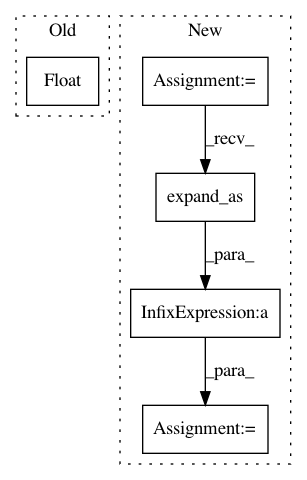 Old
New
Float
Assignment:=
_recv_
expand_as
_para_
InfixExpression:a
_para_
Assignment:=